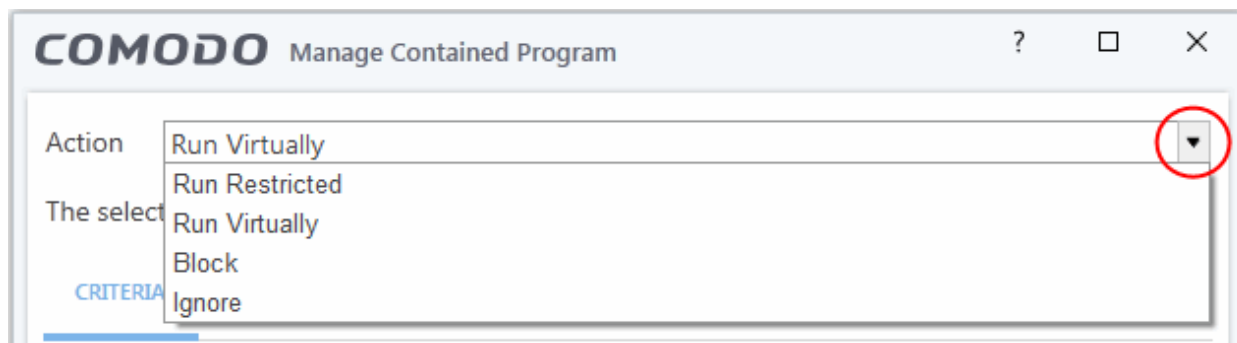 COMODO Manage Contained Program ?
Action Run Virtually
Run Restricted
The select
Run Virtually
Block
CRITERIA
Ignore